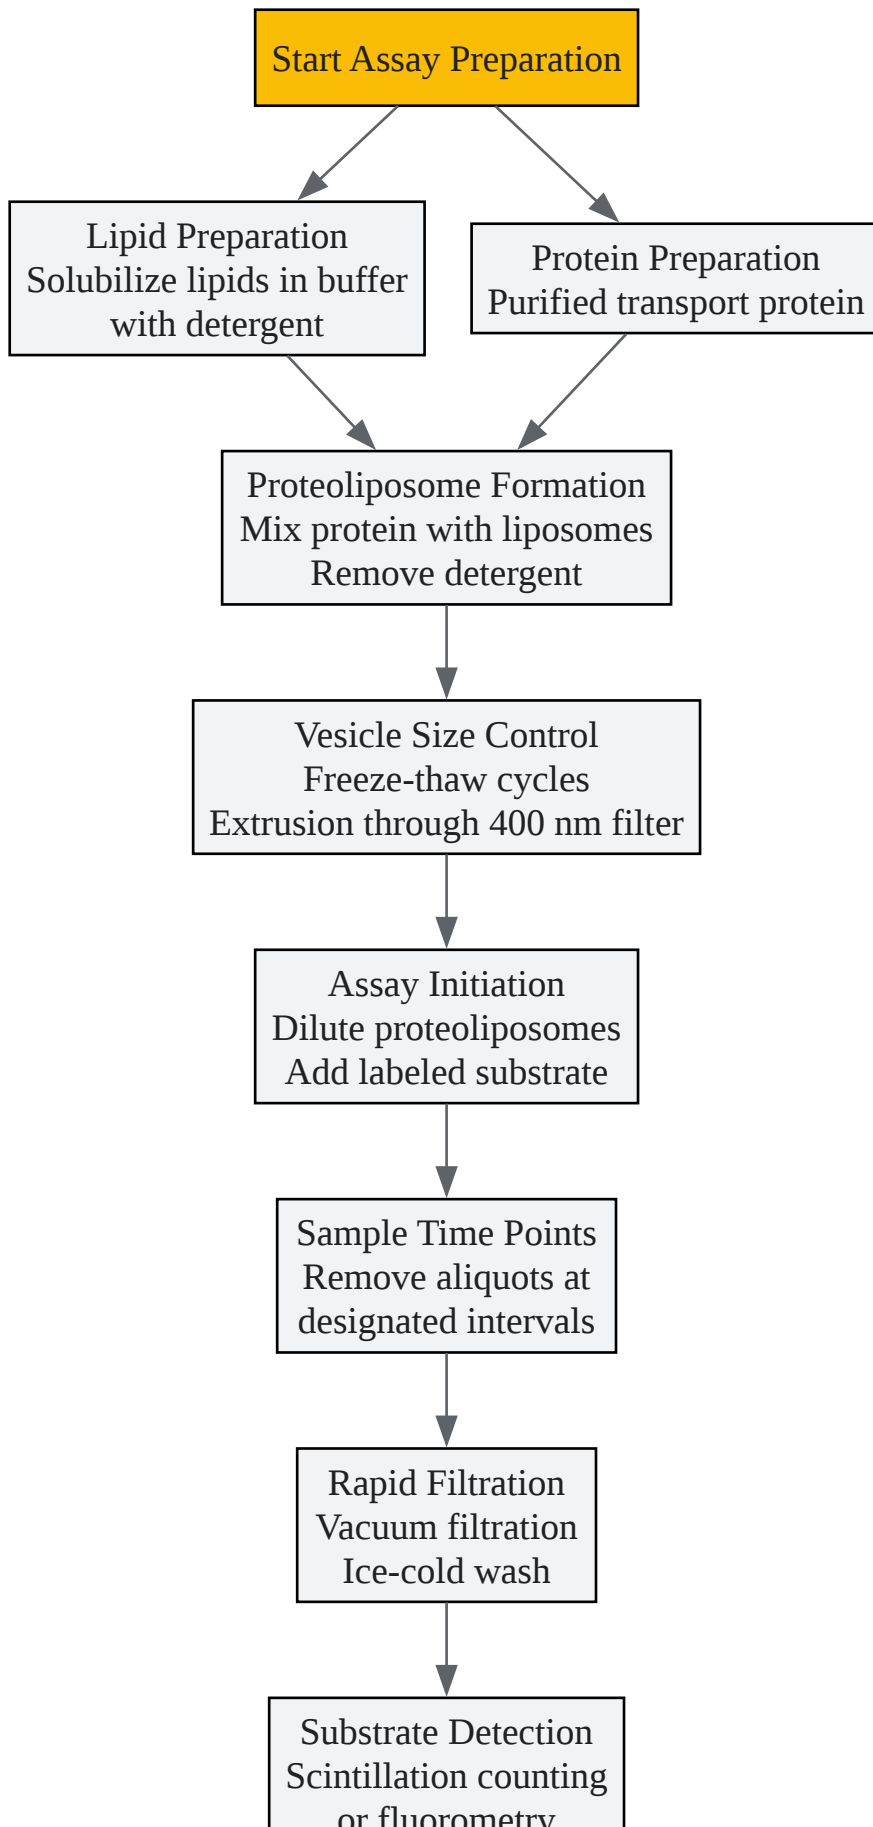 Start Assay Preparation
Lipid Preparation
Solubilize lipids in buffer
with detergent
Protein Preparation
Purified transport protein
Proteoliposome Formation
Mix protein with liposomes
Remove detergent
Vesicle Size Control
Freeze-thaw cycles
Extrusion through 400 nm filter
Assay Initiation
Dilute proteoliposomes
Add labeled substrate
Sample Time Points
Remove aliquots at
designated intervals
Rapid Filtration
Vacuum filtration
Ice-cold wash
Substrate Detection
Scintillation counting
or fluorometry